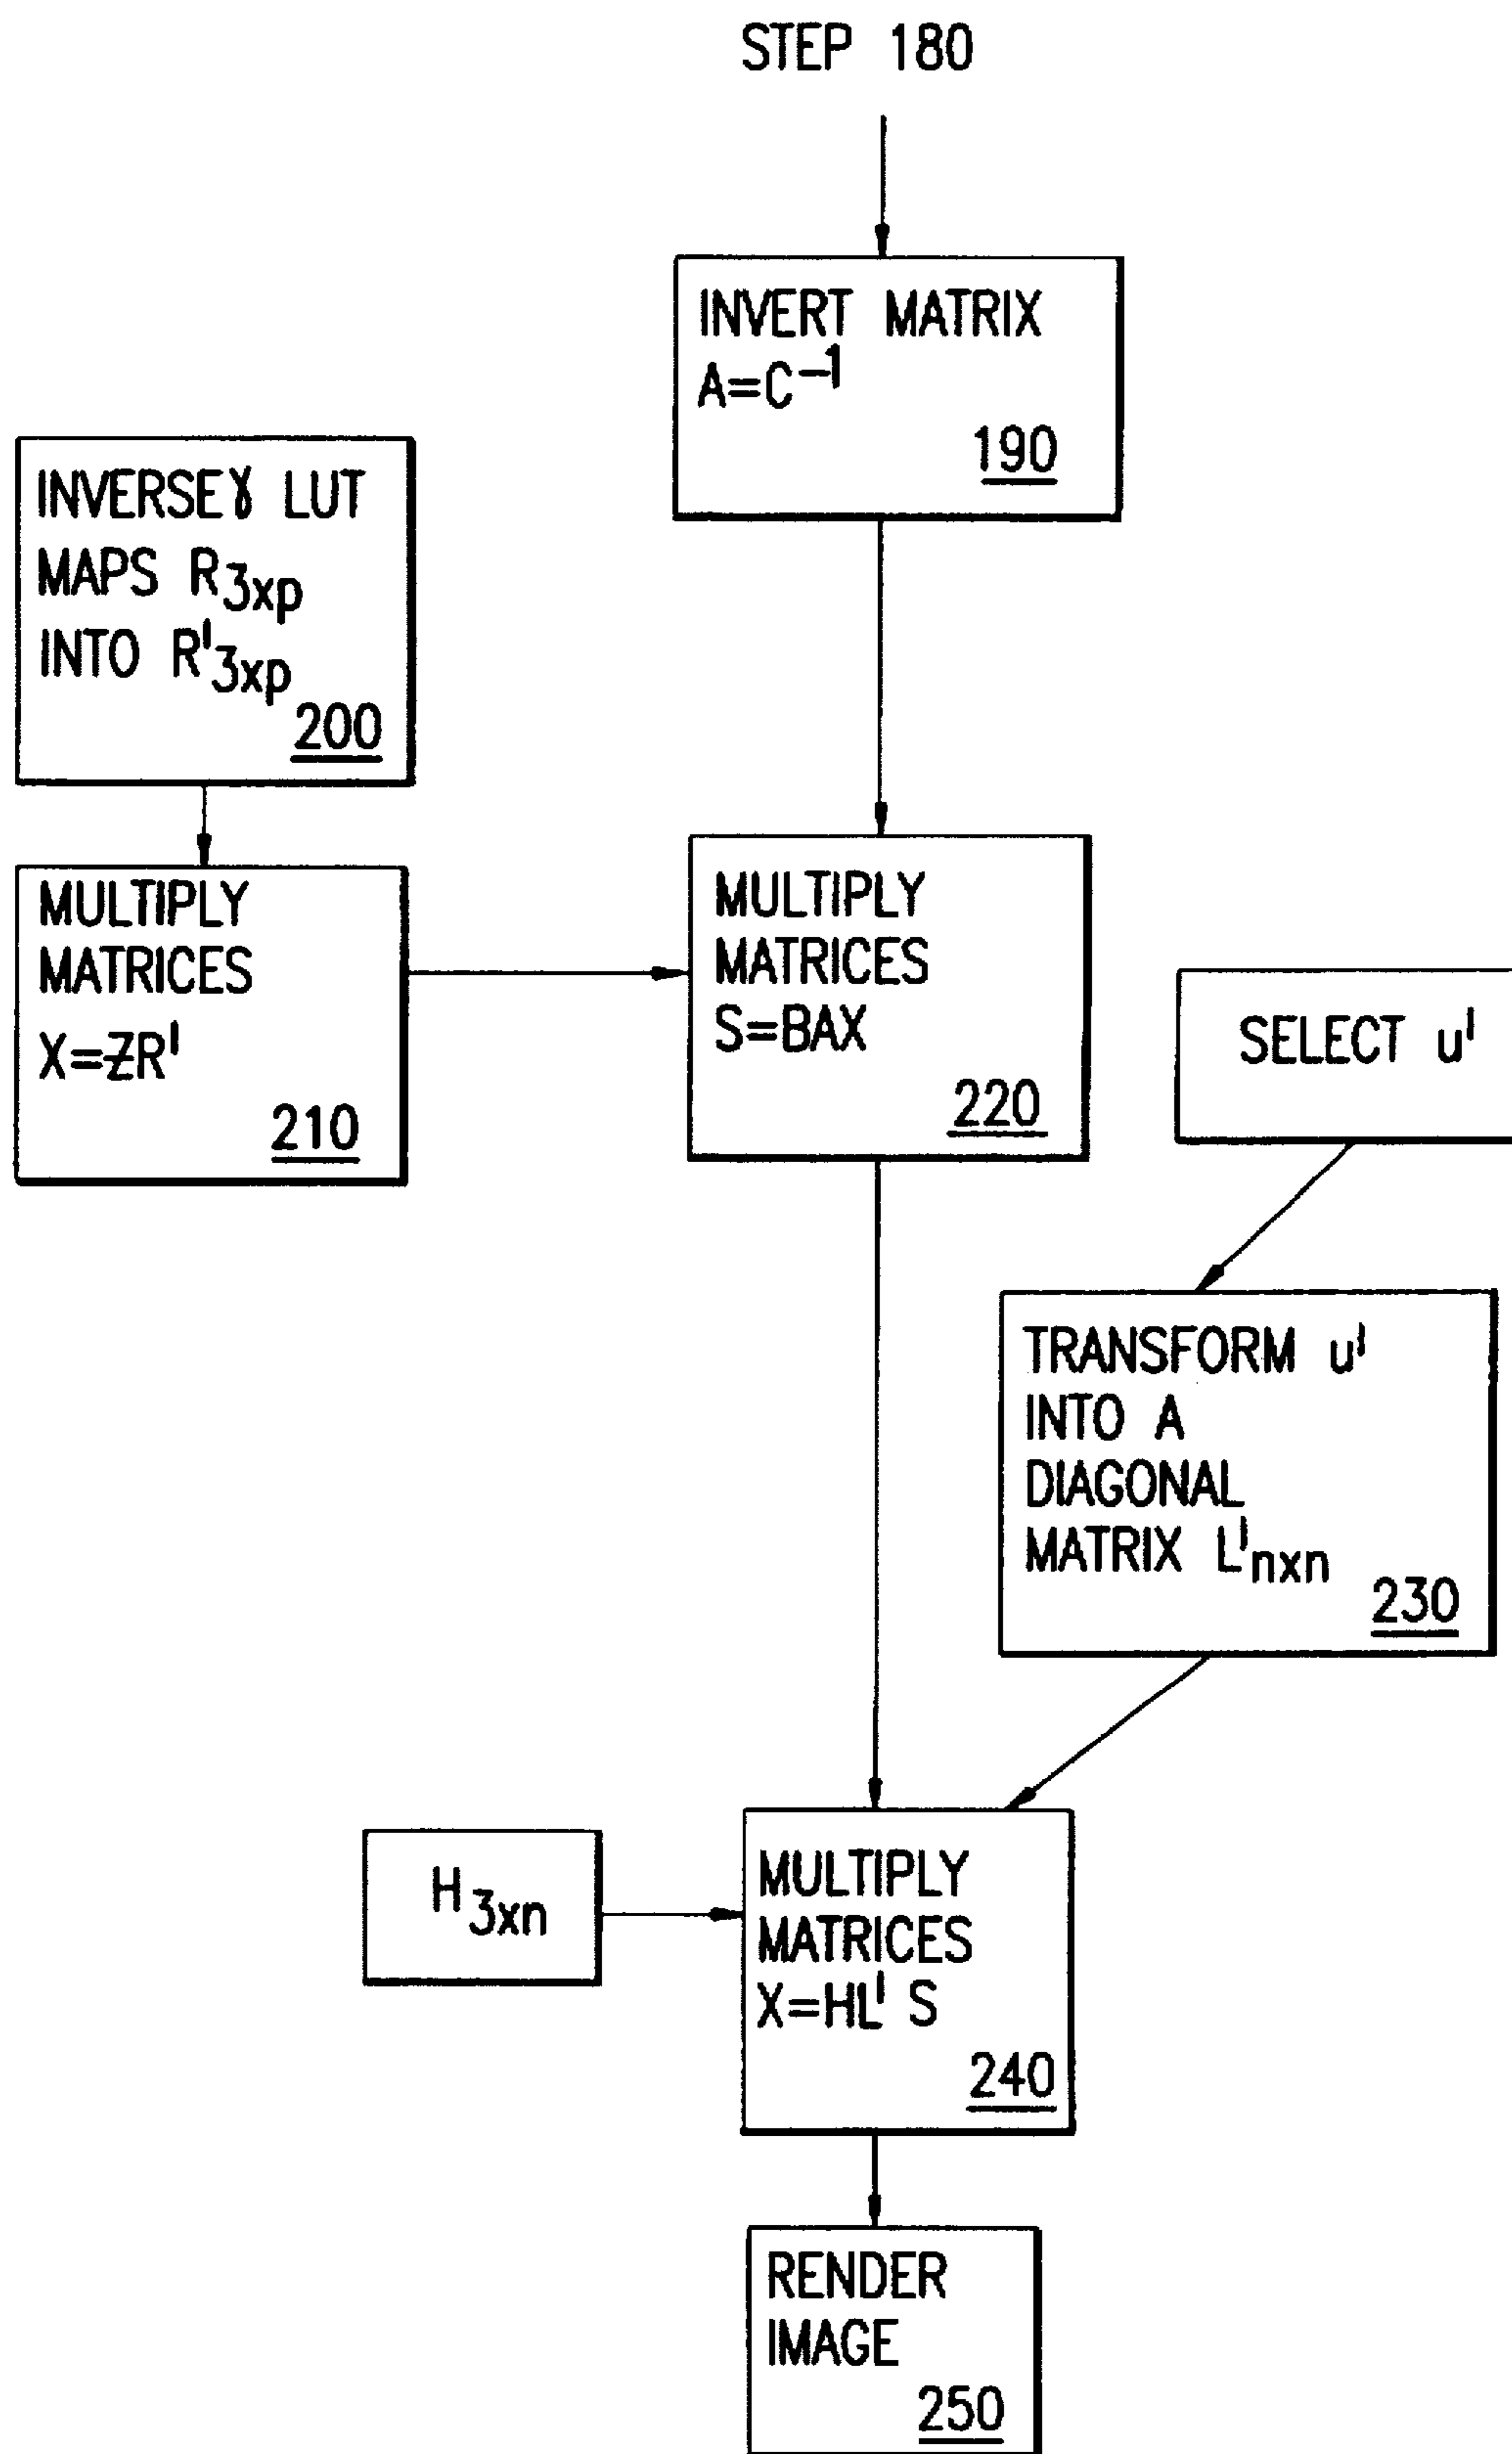 STEP 180
INVERT MATRIX
A=C⁻¹
190
INVERSEɣ LUT
MAPS R₃ₓₚ
INTO R'₃ₓₚ
200
MULTIPLY
MATRICES
X=ƵR'
210
MULTIPLY
MATRICES
S=BAX
220
SELECT u'
TRANSFORM u'
INTO A
DIAGONAL
MATRIX L'ₙₓₙ
230
H₃ₓₙ
MULTIPLY
MATRICES
X=HL' S
240
RENDER
IMAGE
250